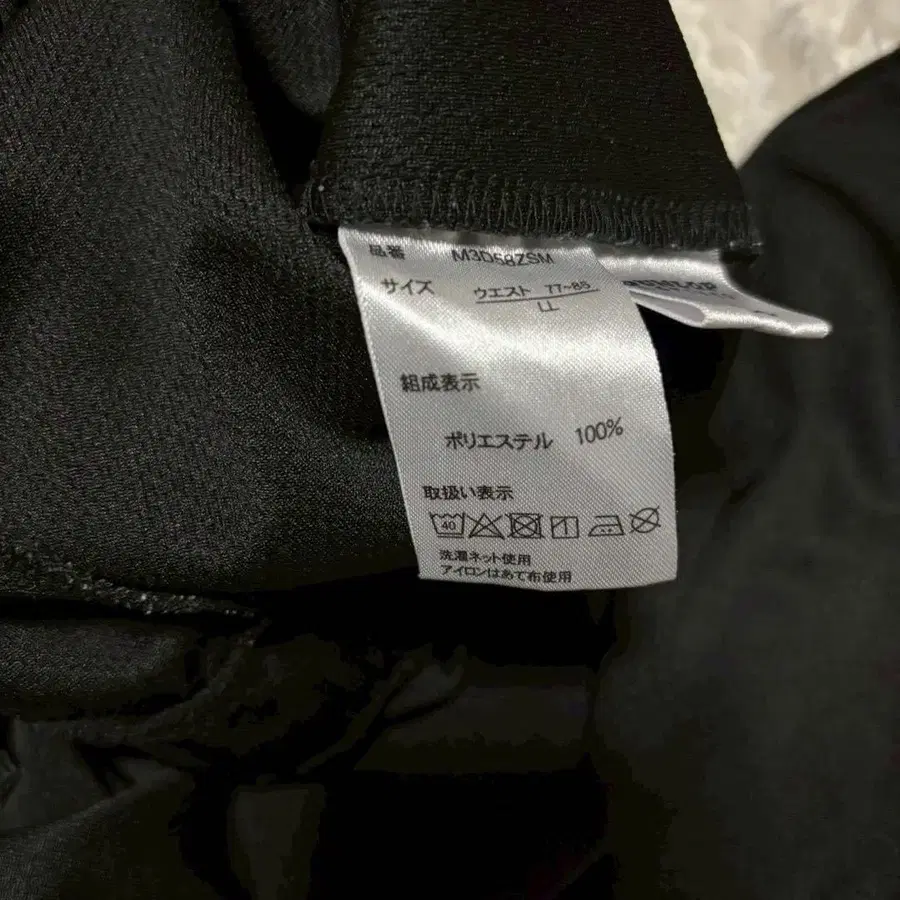 品番 M3D58ZSM
サイズ ウエスト 77~85
LL
組成表示
ポリエステル 100%
取扱い表示
40
洗濯ネット使用
アイロンはあて布使用